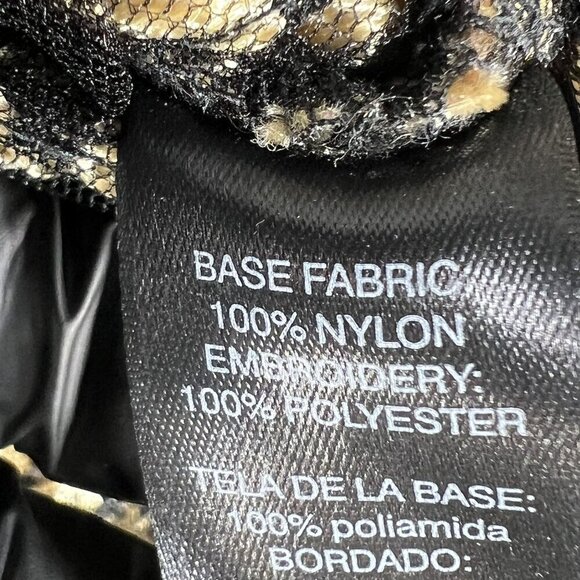 BASE FABRIC
100% NYLON
EMBROIDERY:
100% POLYESTER
TELA DE LA BASE:
100% poliamida
BORDADO: